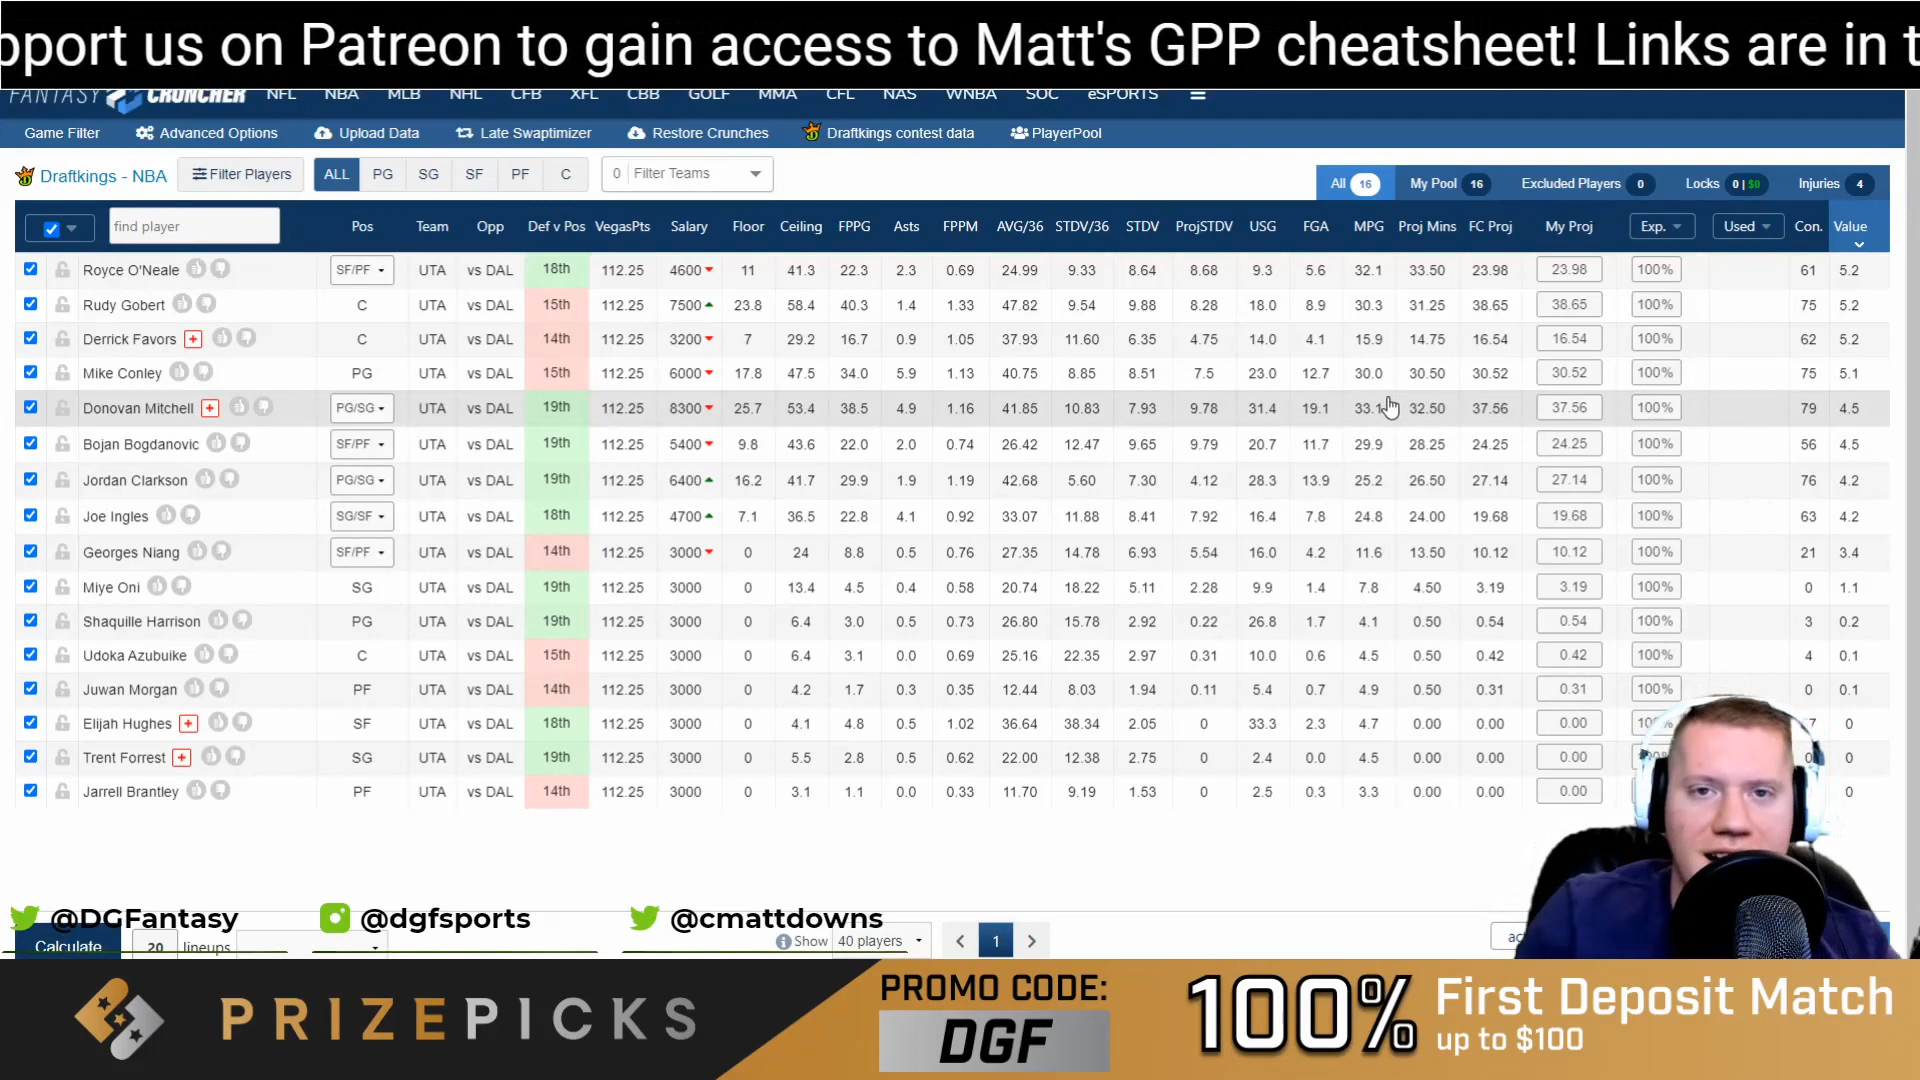 pport us on Patreon to gain access to Matt's GPP cheatsheet! Links are in t
FANTASY CRUNCHER NFL NBA MLB NHL CFB XFL CBB GOLF MMA CFL NAS WNBA SOC eSPORTS
Game Filter Advanced Options Upload Data Late Swaptimizer Restore Crunches Draftkings contest data PlayerPool
Draftkings - NBA Filter Players ALL PG SG SF PF C 0 Filter Teams
All 16 My Pool 16 Excluded Players 0 Locks 0 | $0 Injuries 4
find player Pos Team Opp Def v Pos VegasPts Salary Floor Ceiling FPPG Asts FPPM AVG/36 STDV/36 STDV ProjSTDV USG FGA MPG Proj Mins FC Proj My Proj Exp. Used Con. Value
Royce O'Neale SF/PF UTA vs DAL 18th 112.25 4600 11 41.3 22.3 2.3 0.69 24.99 9.33 8.64 8.68 9.3 5.6 32.1 33.50 23.98 23.98 100% 61 5.2
Rudy Gobert C UTA vs DAL 15th 112.25 7500 23.8 58.4 40.3 1.4 1.33 47.82 9.54 9.88 8.28 18.0 8.9 30.3 31.25 38.65 38.65 100% 75 5.2
Derrick Favors C UTA vs DAL 14th 112.25 3200 7 29.2 16.7 0.9 1.05 37.93 11.60 6.35 4.75 14.0 4.1 15.9 14.75 16.54 16.54 100% 62 5.2
Mike Conley PG UTA vs DAL 15th 112.25 6000 17.8 47.5 34.0 5.9 1.13 40.75 8.85 8.51 7.5 23.0 12.7 30.0 30.50 30.52 30.52 100% 75 5.1
Donovan Mitchell PG/SG UTA vs DAL 19th 112.25 8300 25.7 53.4 38.5 4.9 1.16 41.85 10.83 7.93 9.78 31.4 19.1 33.1 32.50 37.56 37.56 100% 79 4.5
Bojan Bogdanovic SF/PF UTA vs DAL 19th 112.25 5400 9.8 43.6 22.0 2.0 0.74 26.42 12.47 9.65 9.79 20.7 11.7 29.9 28.25 24.25 24.25 100% 56 4.5
Jordan Clarkson PG/SG UTA vs DAL 19th 112.25 6400 16.2 41.7 29.9 1.9 1.19 42.68 5.60 7.30 4.12 28.3 13.9 25.2 26.50 27.14 27.14 100% 76 4.2
Joe Ingles SG/SF UTA vs DAL 18th 112.25 4700 7.1 36.5 22.8 4.1 0.92 33.07 11.88 8.41 7.92 16.4 7.8 24.8 24.00 19.68 19.68 100% 63 4.2
Georges Niang SF/PF UTA vs DAL 14th 112.25 3000 0 24 8.8 0.5 0.76 27.35 14.78 6.93 5.54 16.0 4.2 11.6 13.50 10.12 10.12 100% 21 3.4
Miye Oni SG UTA vs DAL 19th 112.25 3000 0 13.4 4.5 0.4 0.58 20.74 18.22 5.11 2.28 9.9 1.4 7.8 4.50 3.19 3.19 100% 0 1.1
Shaquille Harrison PG UTA vs DAL 19th 112.25 3000 0 6.4 3.0 0.5 0.73 26.80 15.78 2.92 0.22 26.8 1.7 4.1 0.50 0.54 0.54 100% 3 0.2
Udoka Azubuike C UTA vs DAL 15th 112.25 3000 0 6.4 3.1 0.0 0.69 25.16 22.35 2.97 0.31 10.0 0.6 4.5 0.50 0.42 0.42 100% 4 0.1
Juwan Morgan PF UTA vs DAL 14th 112.25 3000 0 4.2 1.7 0.3 0.35 12.44 8.03 1.94 0.11 5.4 0.7 4.9 0.50 0.31 0.31 100% 0 0.1
Elijah Hughes SF UTA vs DAL 18th 112.25 3000 0 4.1 4.8 0.5 1.02 36.64 38.34 2.05 0 33.3 2.3 4.7 0.00 0.00 0.00 0
Trent Forrest SG UTA vs DAL 19th 112.25 3000 0 5.5 2.8 0.5 0.62 22.00 12.38 2.75 0 2.4 0.0 4.5 0.00 0.00 0.00 0
Jarrell Brantley PF UTA vs DAL 14th 112.25 3000 0 3.1 1.1 0.0 0.33 11.70 9.19 1.53 0 2.5 0.3 3.3 0.00 0.00 0.00 0
@DGFantasy @dgfsports @cmattdowns
Calculate 20 lineups Show 40 players 1
PRIZEPICKS
PROMO CODE:
DGF
100% First Deposit Match
up to $100